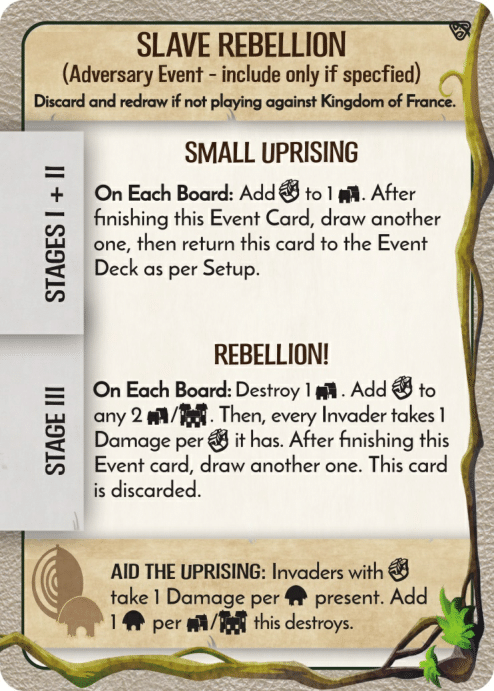 SLAVE REBELLION
(Adversary Event - include only if specfied)
Discard and redraw if not playing against Kingdom of France.
STAGES I + II
SMALL UPRISING
On Each Board: Add to 1 . After
finishing this Event Card, draw another
one, then return this card to the Event
Deck as per Setup.
STAGE III
REBELLION!
On Each Board: Destroy 1 . Add to
any 2 / . Then, every Invader takes 1
Damage per it has. After finishing this
Event card, draw another one. This card
is discarded.
AID THE UPRISING: Invaders with
take 1 Damage per present. Add
1 per / this destroys.